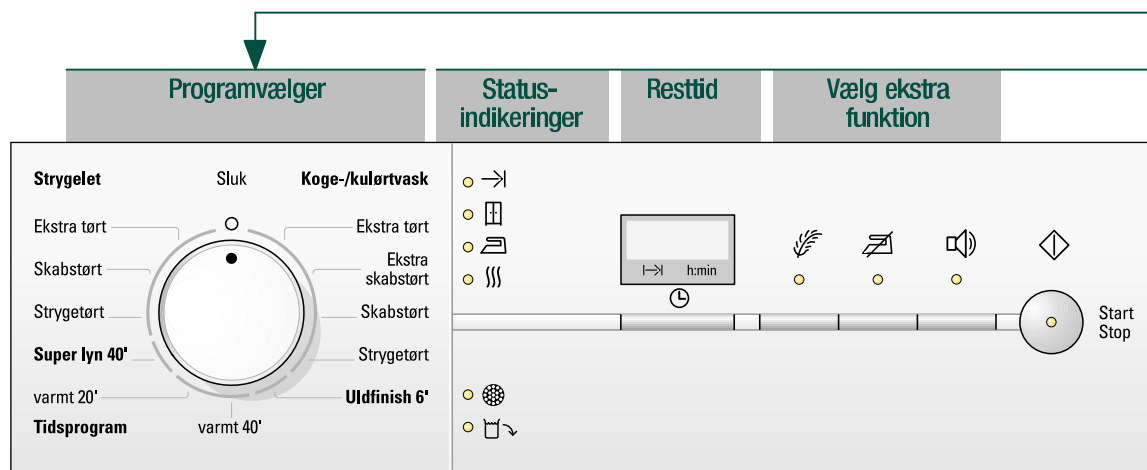 Programvælger
Status-
indikeringer
Resttid
Vælg ekstra
funktion
Strygelet
Sluk
Koge-/kulørtvask
Ekstra tørt
Skabstørt
Strygetørt
Super lyn 40'
varmt 20'
Tidsprogram
varmt 40'
Ekstra tørt
Ekstra
skabstørt
Skabstørt
Strygetørt
Uldfinish 6'
h:min
Start
Stop